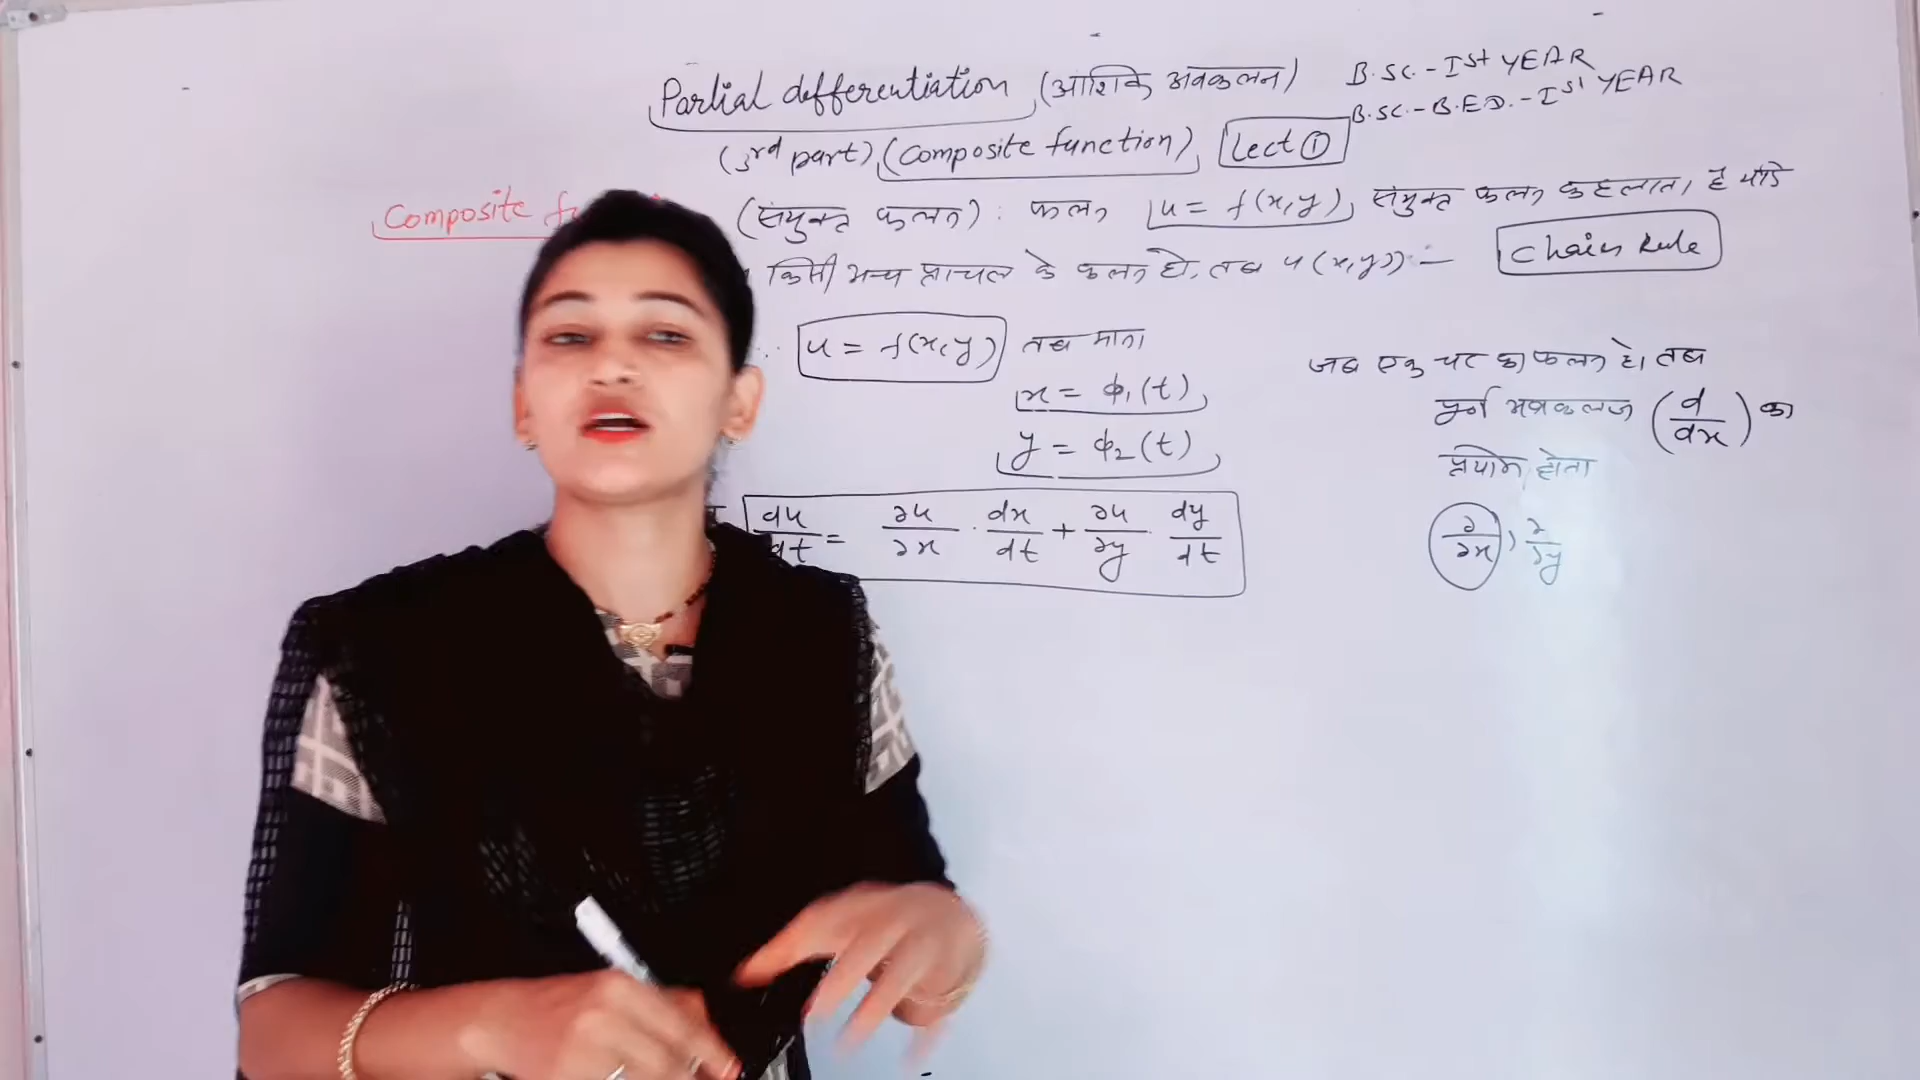 Partial differentiation (आंशिक अवकलन) B.SC.-Ist YEAR
B.SC.-B.ED.-Ist YEAR
(3rd part) (Composite function) Lect ①
Composite (संयुक्त फलन): फलन u = f(x,y) संयुक्त फलन कहलाता है यदि
किसी अन्य प्राचल के फलन हो, तब u(x,y) :- Chain Rule
u = f(x,y) तब माना
x = ϕ₁(t)
y = ϕ₂(t)
du/dt = ∂u/∂x · dx/dt + ∂u/∂y · dy/dt
जब एक चर का फलन हो तब
पूर्ण अवकलज (d/dx) का
प्रयोग होता
∂/∂x, ∂/∂y